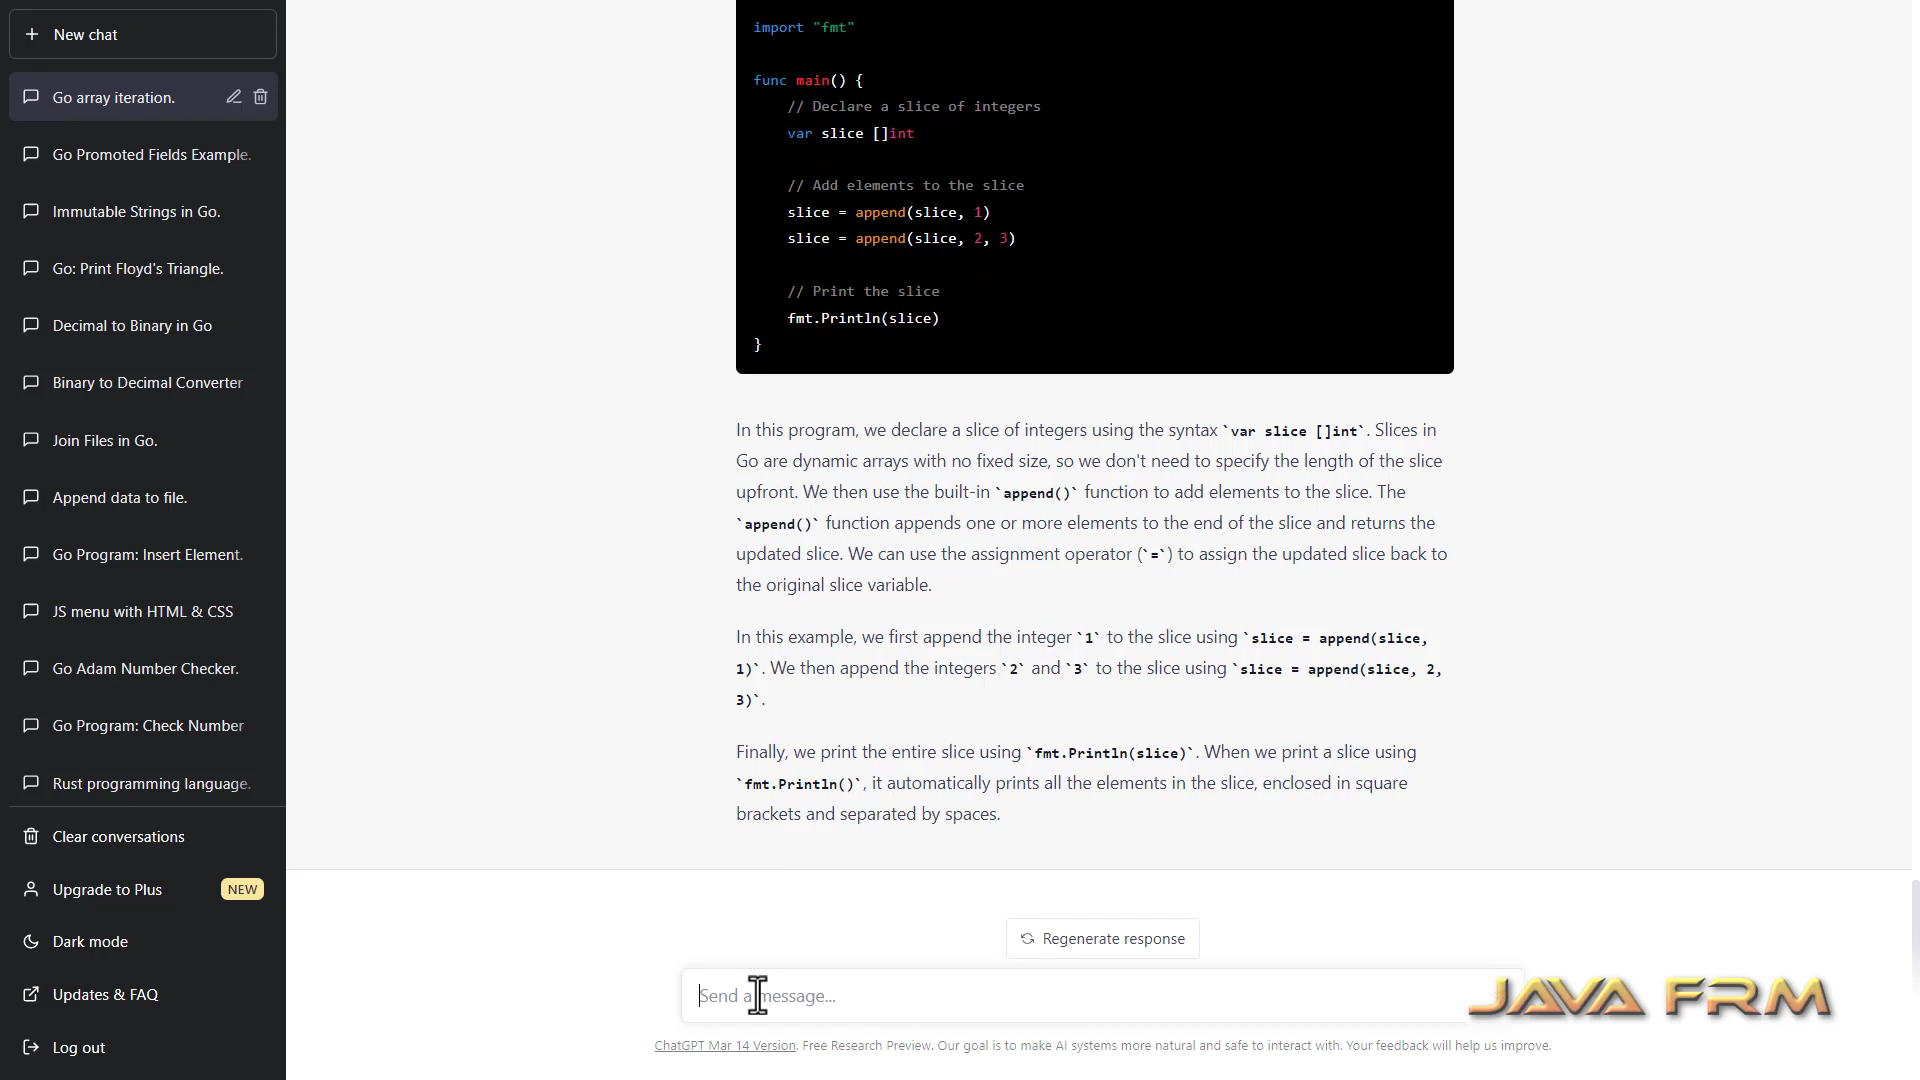 New chat
Go array iteration.
Go Promoted Fields Example.
Immutable Strings in Go.
Go: Print Floyd's Triangle.
Decimal to Binary in Go
Binary to Decimal Converter
Join Files in Go.
Append data to file.
Go Program: Insert Element.
JS menu with HTML & CSS
Go Adam Number Checker.
Go Program: Check Number
Rust programming language.
Clear conversations
Upgrade to Plus NEW
Dark mode
Updates & FAQ
Log out
import "fmt"
func main() {
// Declare a slice of integers
var slice []int
// Add elements to the slice
slice = append(slice, 1)
slice = append(slice, 2, 3)
// Print the slice
fmt.Println(slice)
}
In this program, we declare a slice of integers using the syntax `var slice []int`. Slices in
Go are dynamic arrays with no fixed size, so we don't need to specify the length of the slice
upfront. We then use the built-in `append()` function to add elements to the slice. The
`append()` function appends one or more elements to the end of the slice and returns the
updated slice. We can use the assignment operator (`=`) to assign the updated slice back to
the original slice variable.
In this example, we first append the integer `1` to the slice using `slice = append(slice,
1)`. We then append the integers `2` and `3` to the slice using `slice = append(slice, 2,
3)`.
Finally, we print the entire slice using `fmt.Println(slice)`. When we print a slice using
`fmt.Println()`, it automatically prints all the elements in the slice, enclosed in square
brackets and separated by spaces.
Regenerate response
Send a message...
JAVA FRM
ChatGPT Mar 14 Version. Free Research Preview. Our goal is to make AI systems more natural and safe to interact with. Your feedback will help us improve.